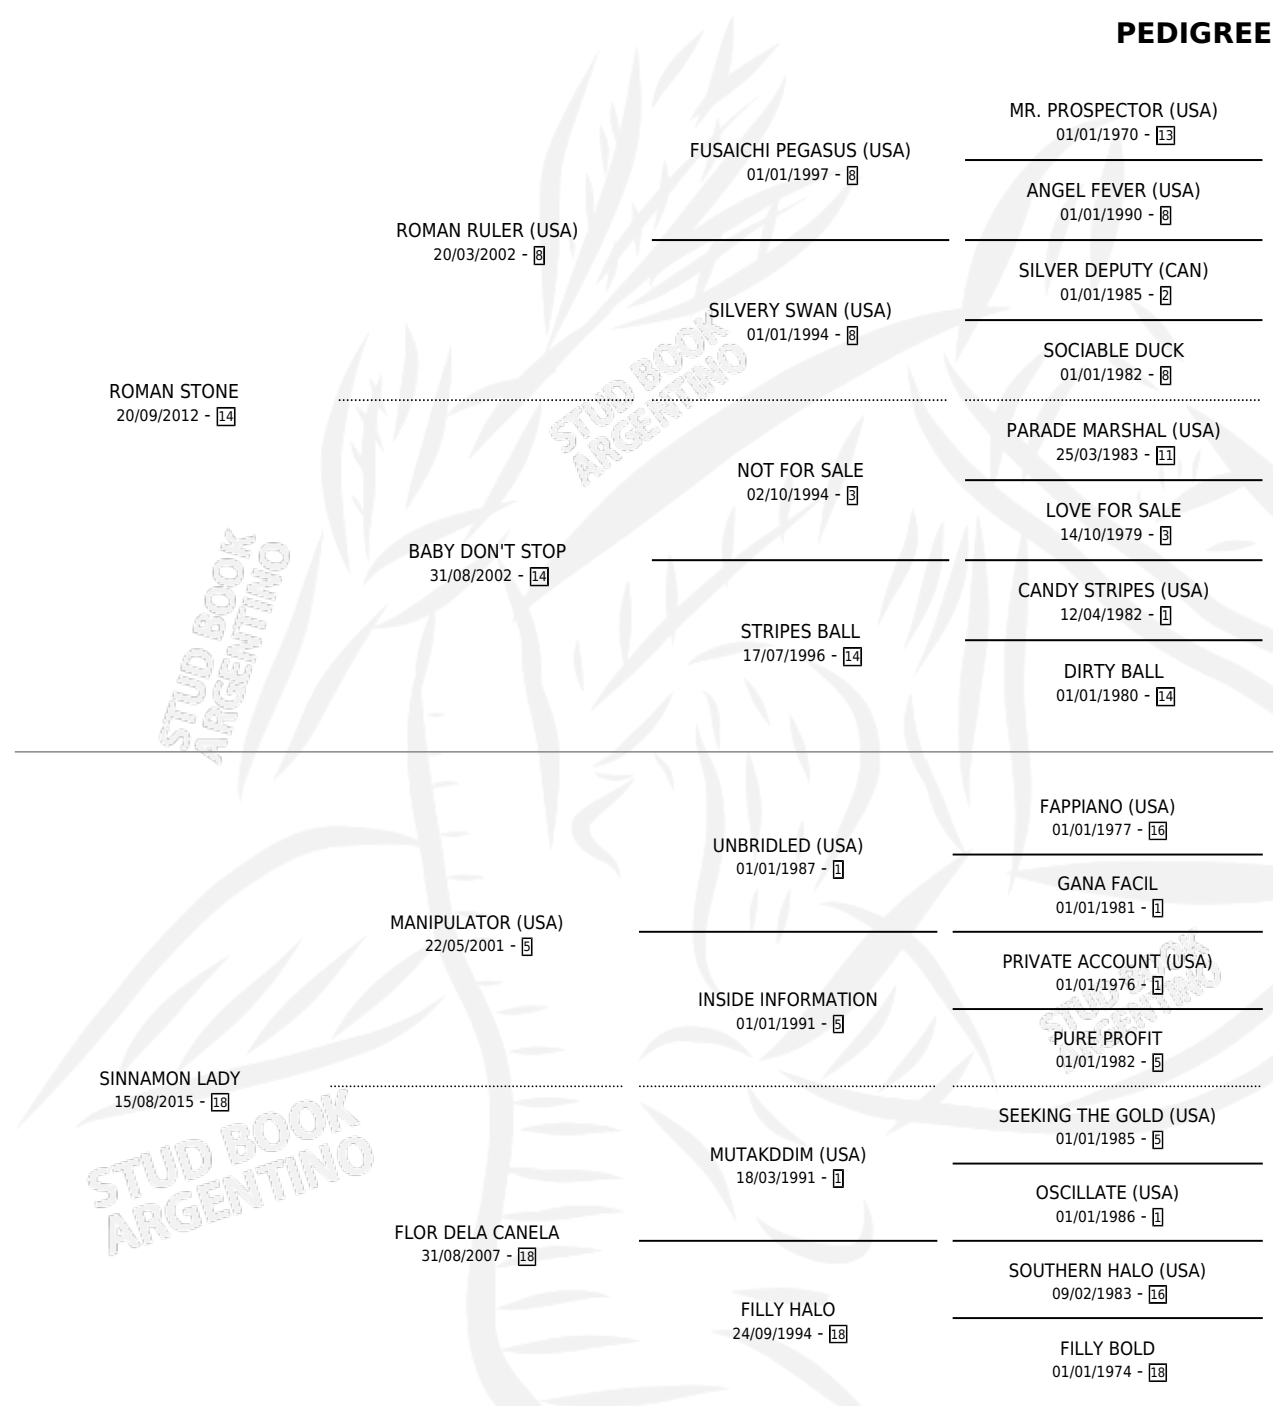 PEDIGREE
MR. PROSPECTOR (USA)
01/01/1970 - 13
FUSAICHI PEGASUS (USA)
01/01/1997 - 8
ANGEL FEVER (USA)
01/01/1990 - 8
ROMAN RULER (USA)
20/03/2002 - 8
SILVER DEPUTY (CAN)
01/01/1985 - 2
SILVERY SWAN (USA)
01/01/1994 - 8
SOCIABLE DUCK
01/01/1982 - 8
ROMAN STONE
20/09/2012 - 14
STUD BOOK
ARGENTINO
PARADE MARSHAL (USA)
25/03/1983 - 11
NOT FOR SALE
02/10/1994 - 3
LOVE FOR SALE
14/10/1979 - 3
BABY DON'T STOP
31/08/2002 - 14
CANDY STRIPES (USA)
12/04/1982 - 1
STRIPES BALL
17/07/1996 - 14
DIRTY BALL
01/01/1980 - 14
STUD BOOK
ARGENTINO
FAPPIANO (USA)
01/01/1977 - 16
UNBRIDLED (USA)
01/01/1987 - 1
GANA FACIL
01/01/1981 - 1
MANIPULATOR (USA)
22/05/2001 - 5
PRIVATE ACCOUNT (USA)
01/01/1976 - 1
INSIDE INFORMATION
01/01/1991 - 5
STUD BOOK
ARGENTINO
PURE PROFIT
01/01/1982 - 5
SINNAMON LADY
15/08/2015 - 18
SEEKING THE GOLD (USA)
01/01/1985 - 5
MUTAKDDIM (USA)
18/03/1991 - 1
OSCILLATE (USA)
01/01/1986 - 1
STUD BOOK
ARGENTINO
FLOR DELA CANELA
31/08/2007 - 18
SOUTHERN HALO (USA)
09/02/1983 - 16
FILLY HALO
24/09/1994 - 18
FILLY BOLD
01/01/1974 - 18